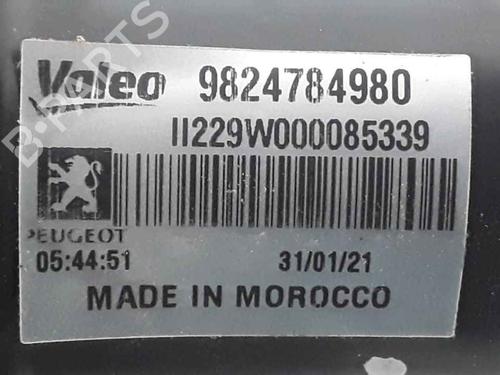 Valeo 9824784980
II229W000085339
PEUGEOT
05:44:51 31/01/21
MADE IN MOROCCO
B-PARTS